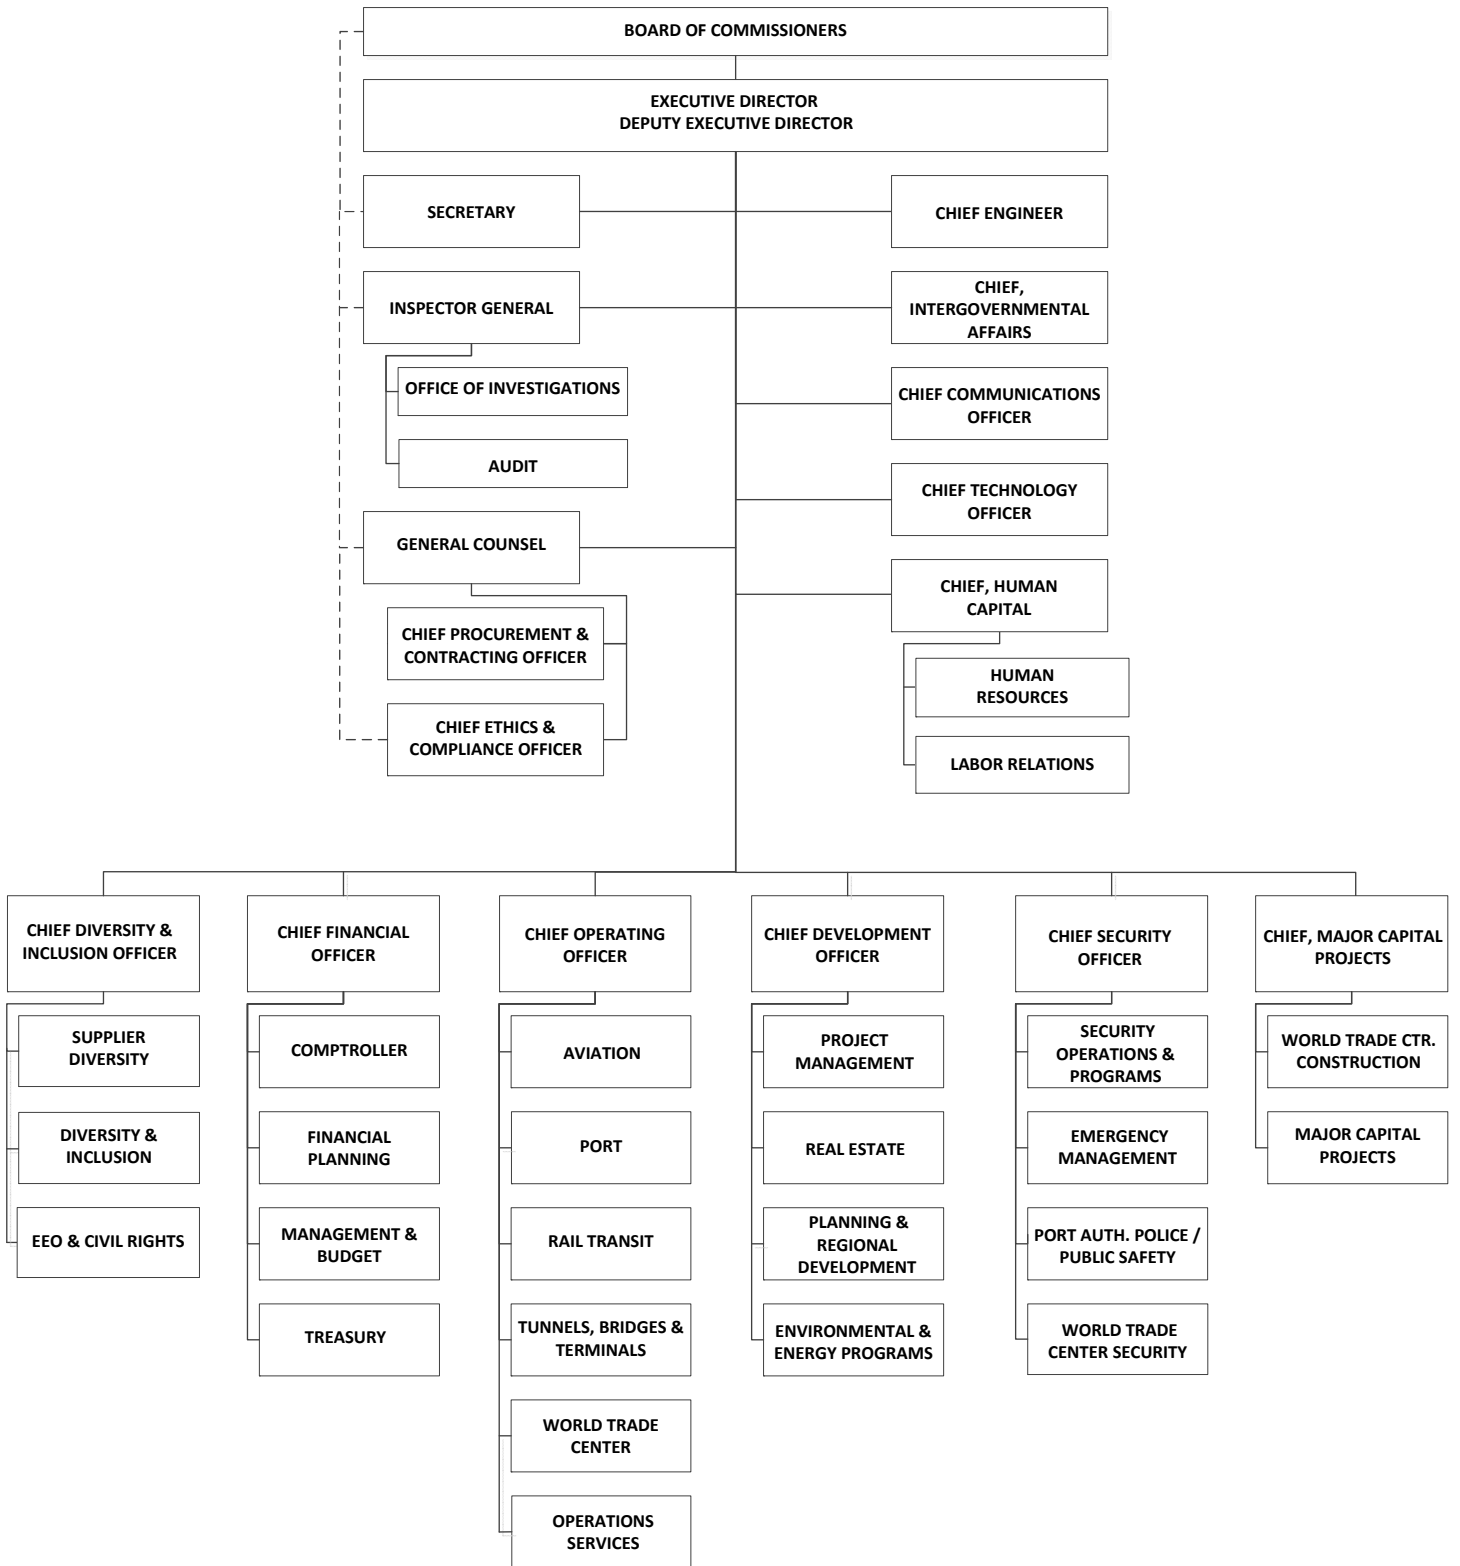 BOARD OF COMMISSIONERS
EXECUTIVE DIRECTOR
DEPUTY EXECUTIVE DIRECTOR
SECRETARY
CHIEF ENGINEER
INSPECTOR GENERAL
CHIEF,
INTERGOVERNMENTAL
AFFAIRS
OFFICE OF INVESTIGATIONS
CHIEF COMMUNICATIONS
OFFICER
AUDIT
CHIEF TECHNOLOGY
OFFICER
GENERAL COUNSEL
CHIEF, HUMAN
CAPITAL
CHIEF PROCUREMENT &
CONTRACTING OFFICER
HUMAN
RESOURCES
CHIEF ETHICS &
COMPLIANCE OFFICER
LABOR RELATIONS
CHIEF DIVERSITY &
INCLUSION OFFICER
SUPPLIER
DIVERSITY
DIVERSITY &
INCLUSION
EEO & CIVIL RIGHTS
CHIEF FINANCIAL
OFFICER
COMPTROLLER
FINANCIAL
PLANNING
MANAGEMENT &
BUDGET
TREASURY
CHIEF OPERATING
OFFICER
AVIATION
PORT
RAIL TRANSIT
TUNNELS, BRIDGES &
TERMINALS
WORLD TRADE
CENTER
OPERATIONS
SERVICES
CHIEF DEVELOPMENT
OFFICER
PROJECT
MANAGEMENT
REAL ESTATE
PLANNING &
REGIONAL
DEVELOPMENT
ENVIRONMENTAL &
ENERGY PROGRAMS
CHIEF SECURITY
OFFICER
SECURITY
OPERATIONS &
PROGRAMS
EMERGENCY
MANAGEMENT
PORT AUTH. POLICE /
PUBLIC SAFETY
WORLD TRADE
CENTER SECURITY
CHIEF, MAJOR CAPITAL
PROJECTS
WORLD TRADE CTR.
CONSTRUCTION
MAJOR CAPITAL
PROJECTS